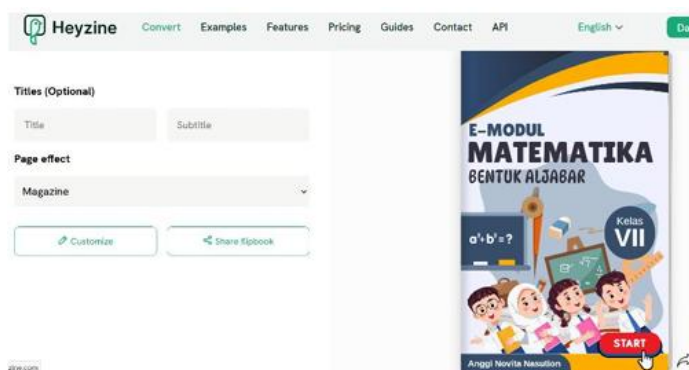 Heyzine Convert Examples Features Pricing Guides Contact API English Da
Titles (Optional)
Title Subtitle
Page effect
Magazine
Customize Share flipbook
E-MODUL
MATEMATIKA
BENTUK ALJABAR
Kelas
VII
a²+b²=?
START
Anggi Novita Nasution